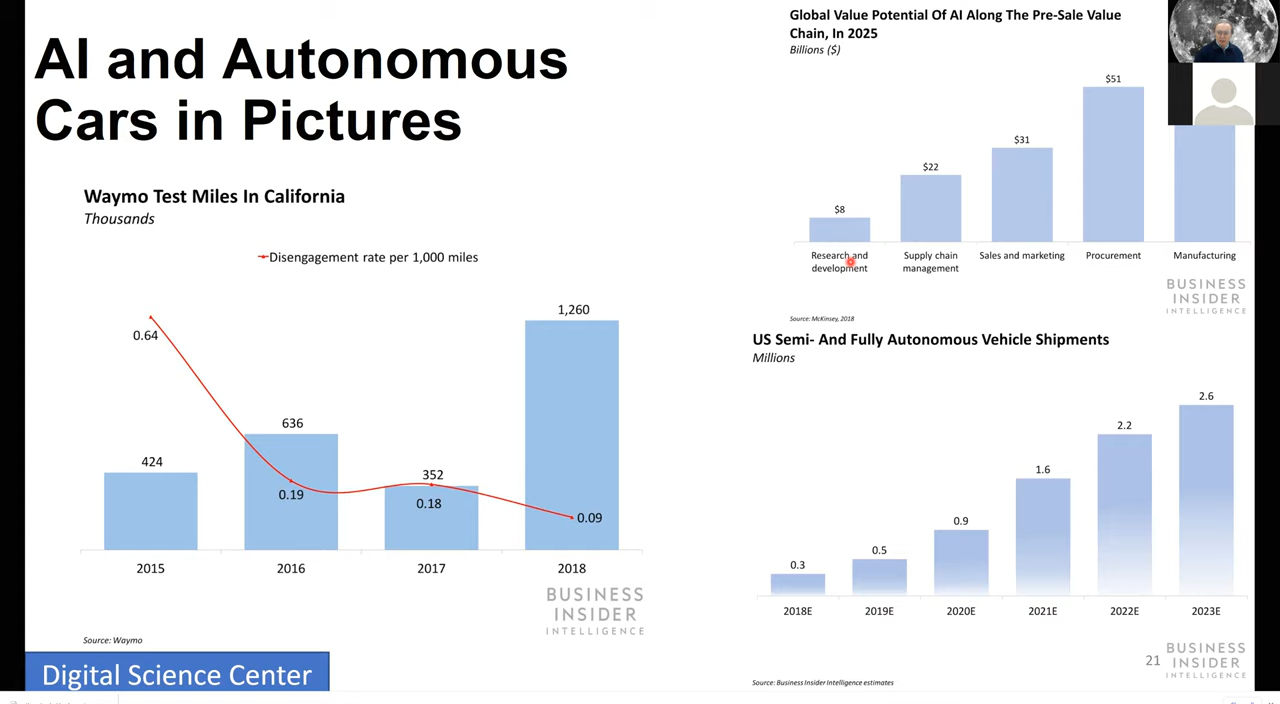 AI and Autonomous
Cars in Pictures
Waymo Test Miles In California
Thousands
Disengagement rate per 1,000 miles
1,260
0.64
636
424
352
0.19
0.18
0.09
2015 2016 2017 2018
BUSINESS
INSIDER
INTELLIGENCE
Source: Waymo
Digital Science Center
Global Value Potential Of AI Along The Pre-Sale Value
Chain, In 2025
Billions ($)
$51
$31
$22
$8
Research and development Supply chain management Sales and marketing Procurement Manufacturing
BUSINESS
INSIDER
INTELLIGENCE
Source: McKinsey, 2018
US Semi- And Fully Autonomous Vehicle Shipments
Millions
2.6
2.2
1.6
0.9
0.5
0.3
2018E 2019E 2020E 2021E 2022E 2023E
21
BUSINESS
INSIDER
INTELLIGENCE
Source: Business Insider Intelligence estimates